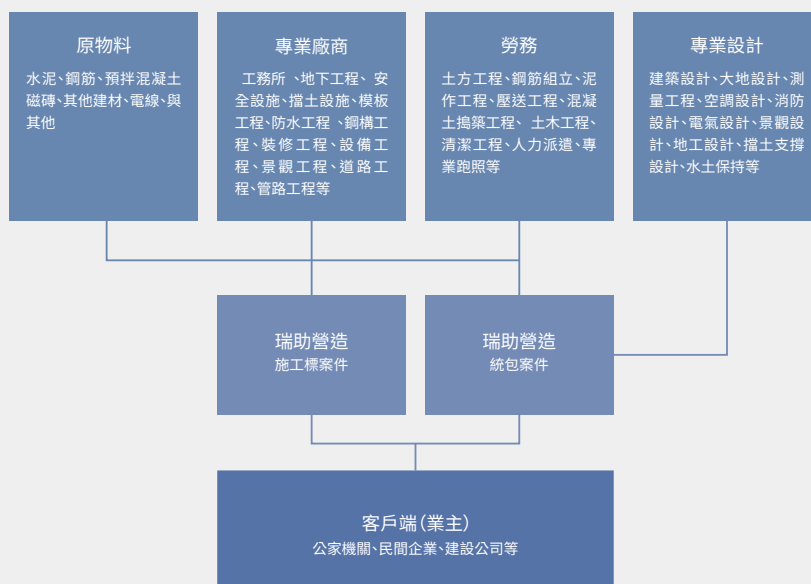 原物料
水泥、鋼筋、預拌混凝土
磁磚、其他建材、電線、與
其他
專業廠商
工務所、地下工程、安
全設施、擋土設施、模板
工程、防水工程、鋼構工
程、裝修工程、設備工
程、景觀工程、道路工
程、管路工程等
勞務
土方工程、鋼筋組立、泥
作工程、壓送工程、混凝
土搗築工程、土木工程、
清潔工程、人力派遣、專
業跑照等
專業設計
建築設計、大地設計、測
量工程、空調設計、消防
設計、電氣設計、景觀設
計、地工設計、擋土支撐
設計、水土保持等
瑞助營造
施工標案件
瑞助營造
統包案件
客戶端(業主)
公家機關、民間企業、建設公司等